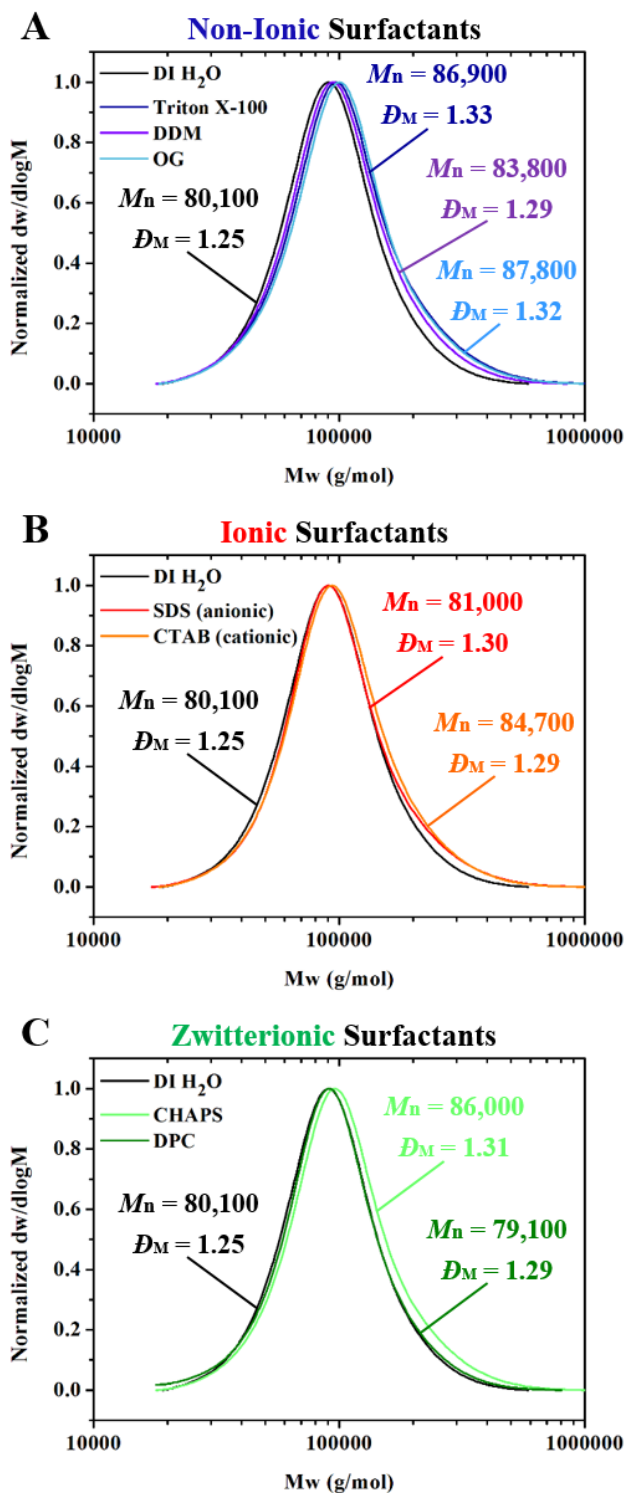 A Non-Ionic Surfactants
DI H₂O
Triton X-100
DDM
OG
Mn = 86,900
ĐM = 1.33
Mn = 83,800
ĐM = 1.29
Mn = 80,100
ĐM = 1.25
Mn = 87,800
ĐM = 1.32
Normalized dw/dlogM
1.0
0.8
0.6
0.4
0.2
0.0
10000 100000 1000000
Mw (g/mol)
B Ionic Surfactants
DI H₂O
SDS (anionic)
CTAB (cationic)
Mn = 81,000
ĐM = 1.30
Mn = 80,100
ĐM = 1.25
Mn = 84,700
ĐM = 1.29
Normalized dw/dlogM
1.0
0.8
0.6
0.4
0.2
0.0
10000 100000 1000000
Mw (g/mol)
C Zwitterionic Surfactants
DI H₂O
CHAPS
DPC
Mn = 86,000
ĐM = 1.31
Mn = 80,100
ĐM = 1.25
Mn = 79,100
ĐM = 1.29
Normalized dw/dlogM
1.0
0.8
0.6
0.4
0.2
0.0
10000 100000 1000000
Mw (g/mol)